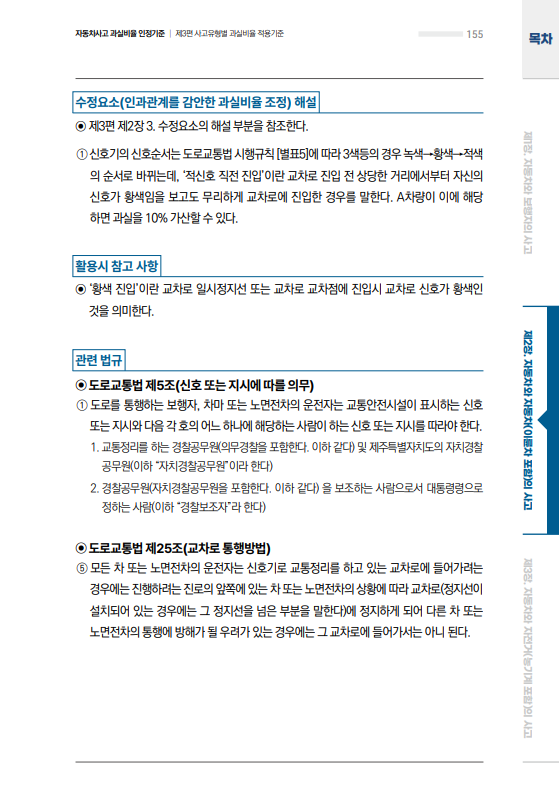 자동차사고 과실비율 인정기준 | 제3편 사고유형별 과실비율 적용기준
155
목차
수정요소(인과관계를 감안한 과실비율 조정) 해설
◉ 제3편 제2장 3. 수정요소의 해설 부분을 참조한다.
① 신호기의 신호순서는 도로교통법 시행규칙 [별표5]에 따라 3색등의 경우 녹색→황색→적색
의 순서로 바뀌는데, ‘적신호 직전 진입’이란 교차로 진입 전 상당한 거리에서부터 자신의
신호가 황색임을 보고도 무리하게 교차로에 진입한 경우를 말한다. A차량이 이에 해당
하면 과실을 10% 가산할 수 있다.
활용시 참고 사항
◉ ‘황색 진입’이란 교차로 일시정지선 또는 교차로 교차점에 진입시 교차로 신호가 황색인
것을 의미한다.
관련 법규
◉ 도로교통법 제5조(신호 또는 지시에 따를 의무)
① 도로를 통행하는 보행자, 차마 또는 노면전차의 운전자는 교통안전시설이 표시하는 신호
또는 지시와 다음 각 호의 어느 하나에 해당하는 사람이 하는 신호 또는 지시를 따라야 한다.
1. 교통정리를 하는 경찰공무원(의무경찰을 포함한다. 이하 같다) 및 제주특별자치도의 자치경찰
공무원(이하 “자치경찰공무원”이라 한다)
2. 경찰공무원(자치경찰공무원을 포함한다. 이하 같다) 을 보조하는 사람으로서 대통령령으로
정하는 사람(이하 “경찰보조자”라 한다)
◉ 도로교통법 제25조(교차로 통행방법)
⑤ 모든 차 또는 노면전차의 운전자는 신호기로 교통정리를 하고 있는 교차로에 들어가려는
경우에는 진행하려는 진로의 앞쪽에 있는 차 또는 노면전차의 상황에 따라 교차로(정지선이
설치되어 있는 경우에는 그 정지선을 넘은 부분을 말한다)에 정지하게 되어 다른 차 또는
노면전차의 통행에 방해가 될 우려가 있는 경우에는 그 교차로에 들어가서는 아니 된다.
제1장. 자동차와 보행자의 사고
제2장. 자동차와 자동차(이륜차 포함)의 사고
제3장. 자동차와 자전거(농기계 포함)의 사고